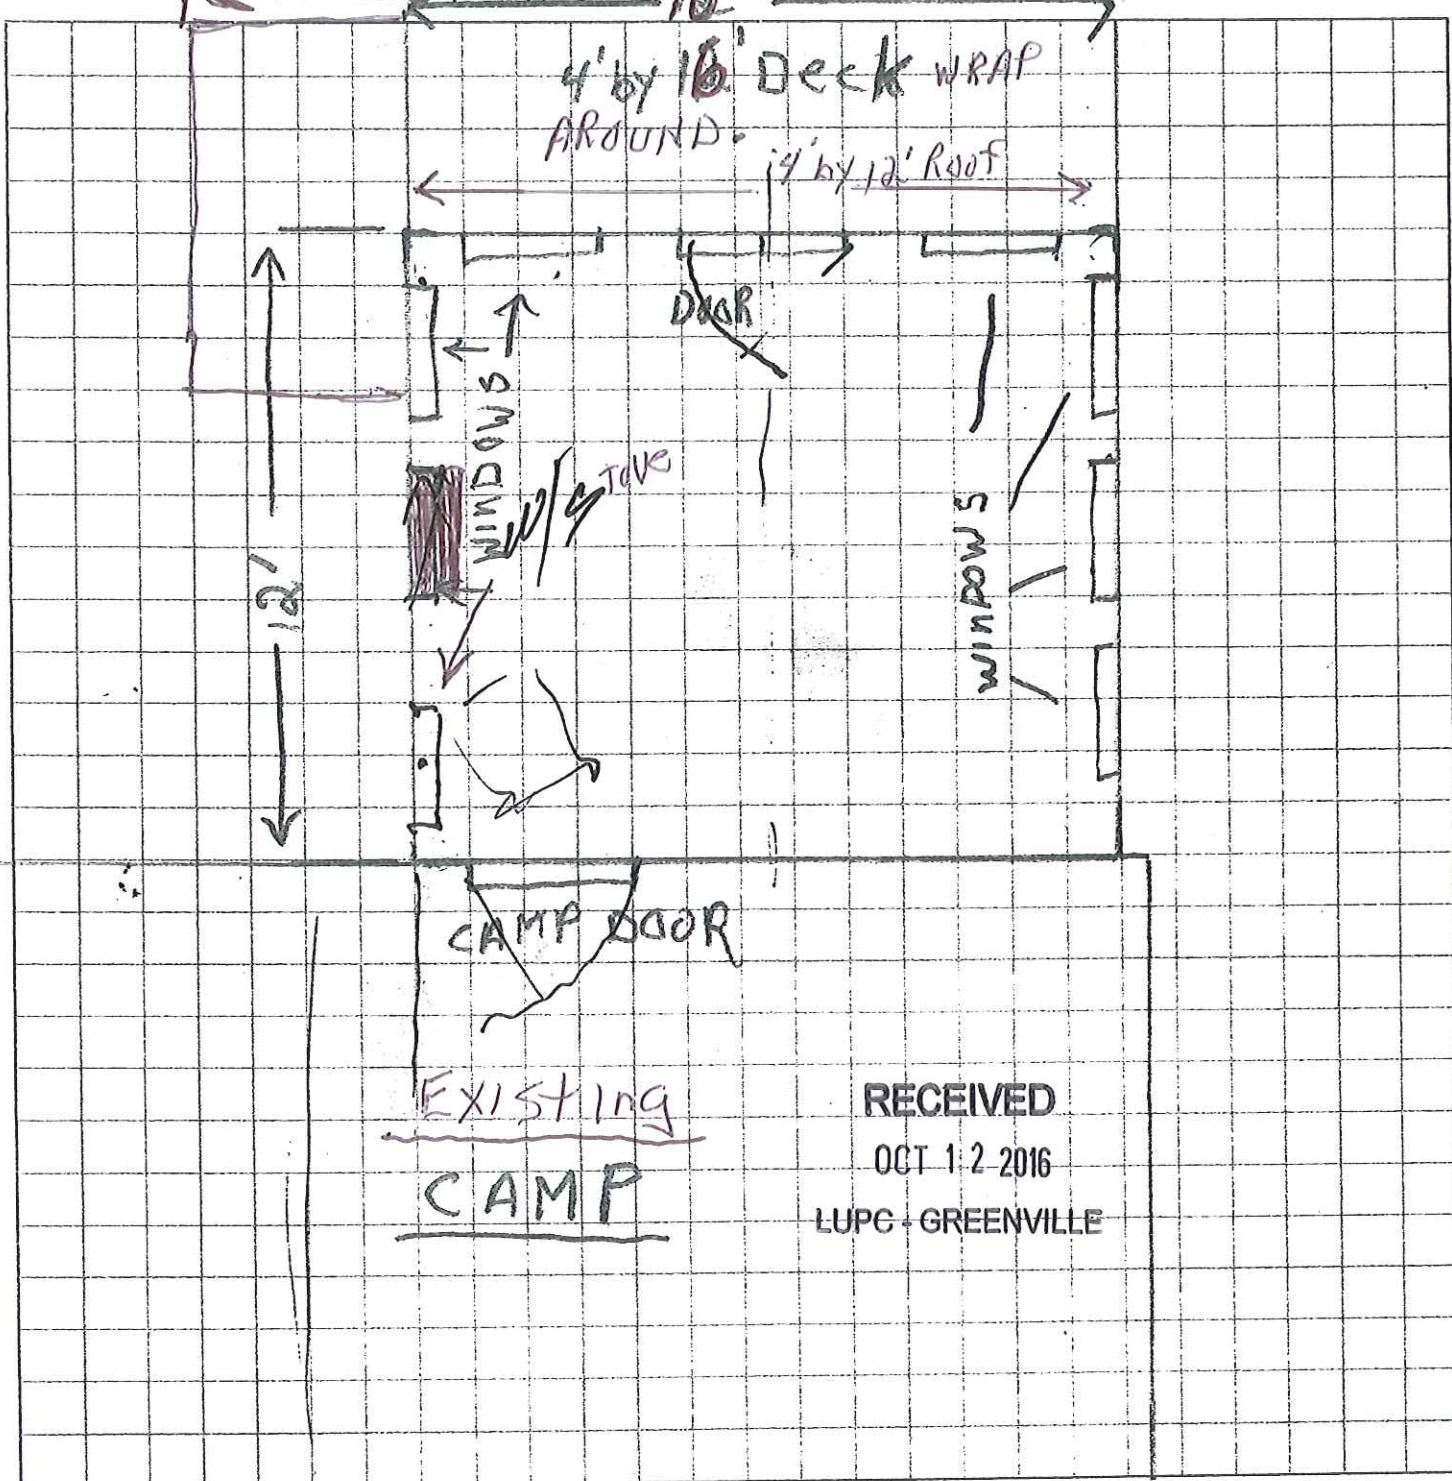 4' by 16' Deck WRAP
AROUND.
4' by 12' Roof
DOOR
WINDOWS
W/STOVE
12'
WINDOWS
CAMP DOOR
Existing
CAMP
RECEIVED
OCT 12 2016
LUPC - GREENVILLE